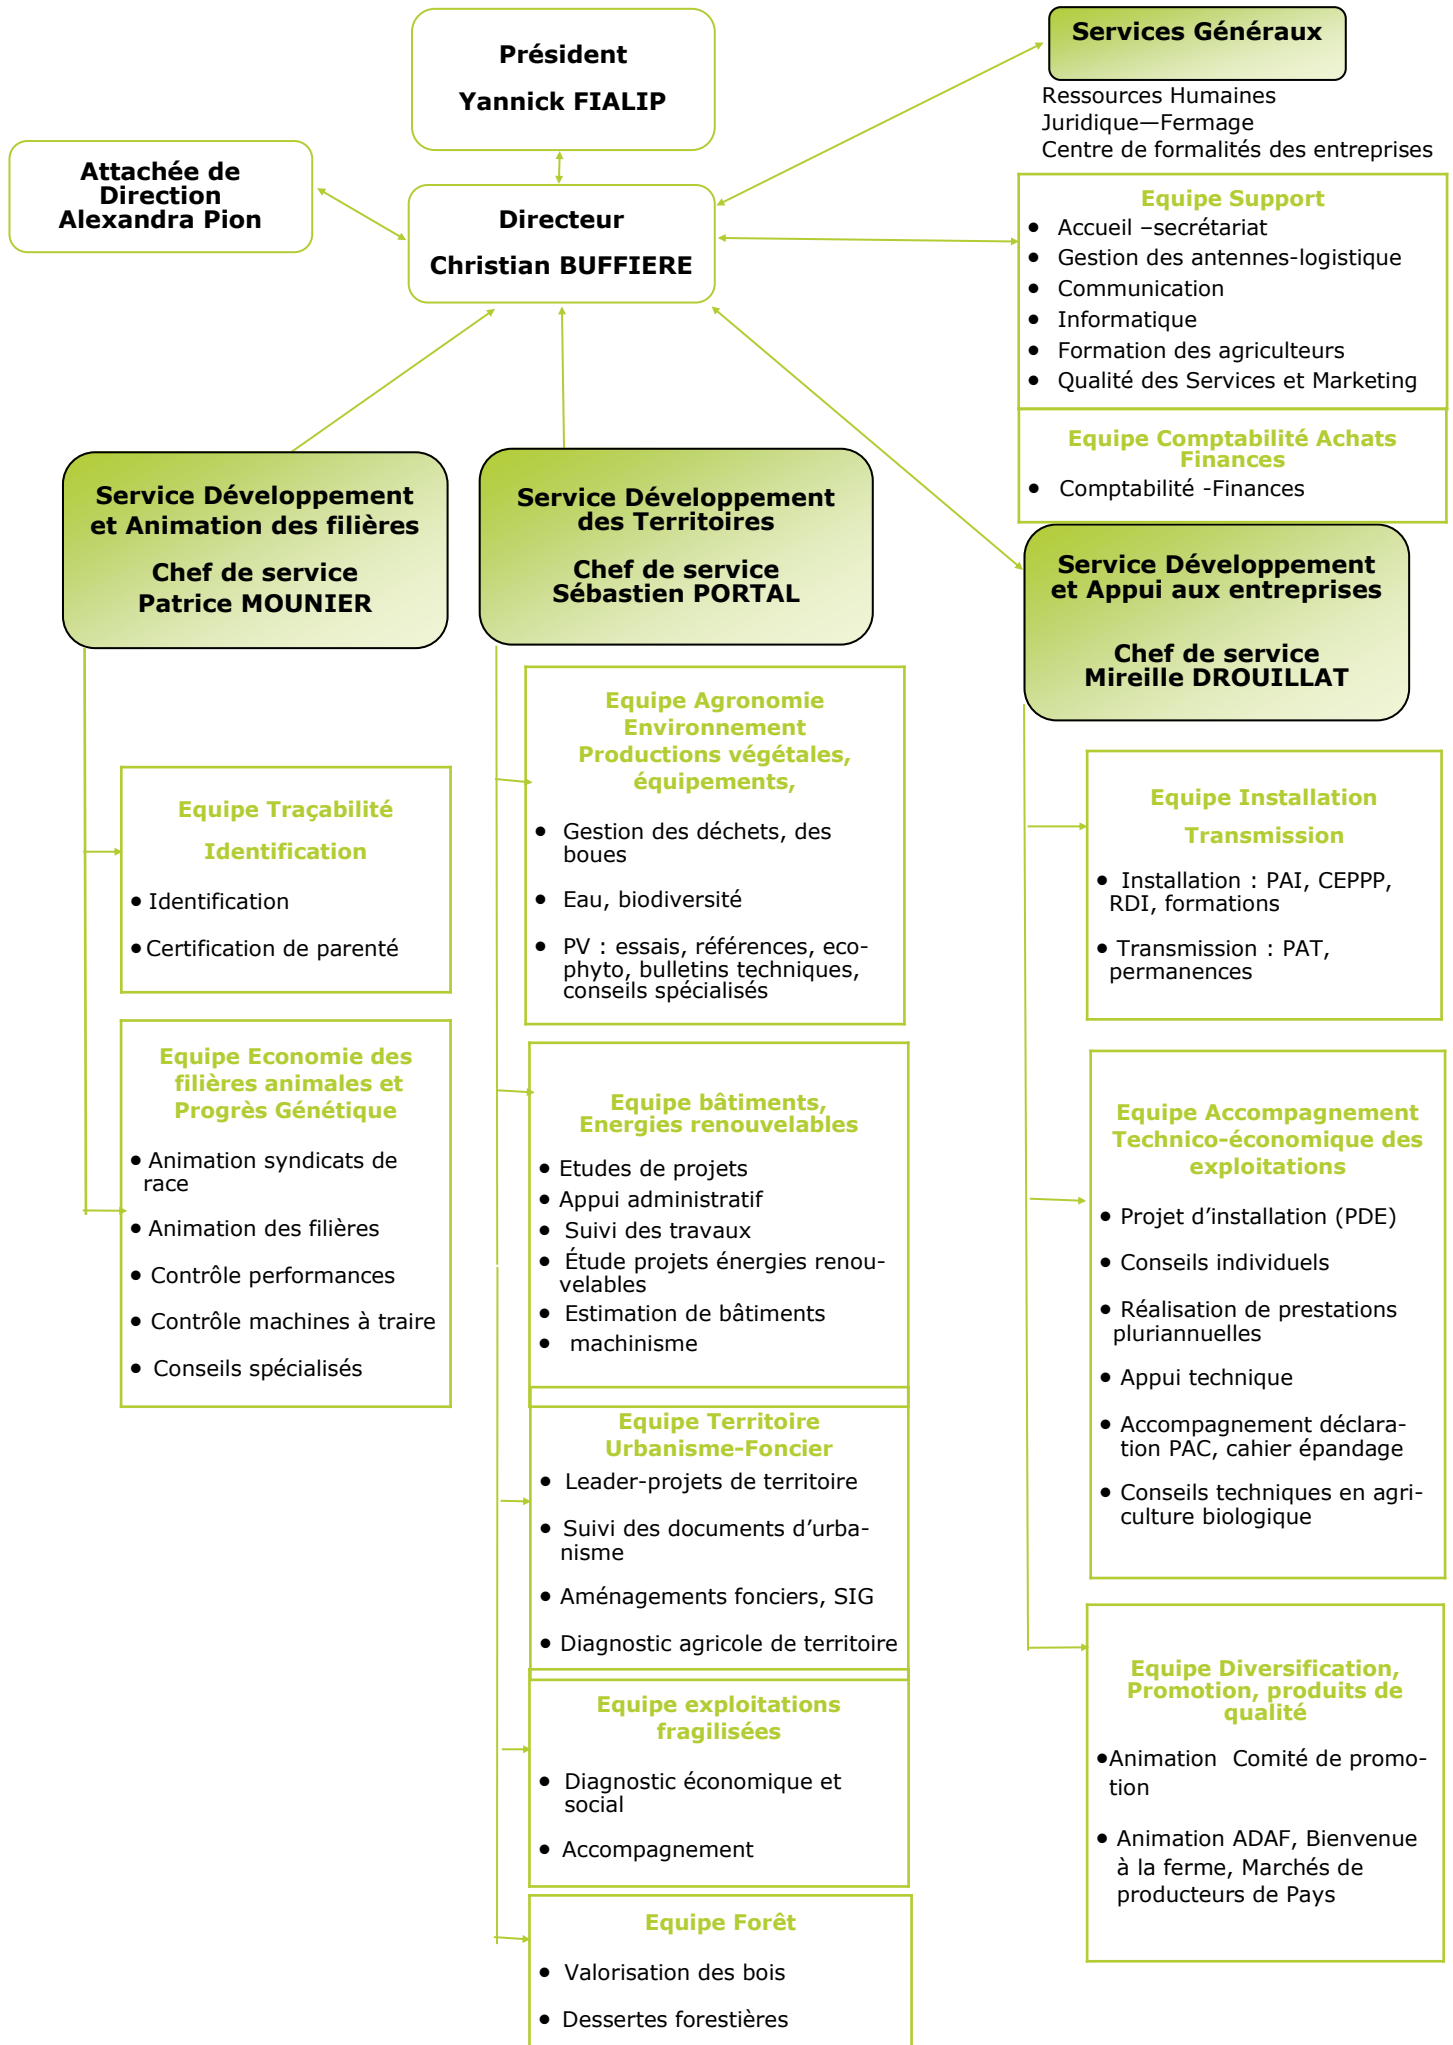 Président
Yannick FIALIP
Services Généraux
Ressources Humaines
Juridique—Fermage
Centre de formalités des entreprises
Attachée de
Direction
Alexandra Pion
Directeur
Christian BUFFIERE
Equipe Support
• Accueil –secrétariat
• Gestion des antennes-logistique
• Communication
• Informatique
• Formation des agriculteurs
• Qualité des Services et Marketing
Equipe Comptabilité Achats
Finances
• Comptabilité -Finances
Service Développement
et Animation des filières
Chef de service
Patrice MOUNIER
Equipe Traçabilité
Identification
• Identification
• Certification de parenté
Equipe Economie des
filières animales et
Progrès Génétique
• Animation syndicats de
race
• Animation des filières
• Contrôle performances
• Contrôle machines à traire
• Conseils spécialisés
Service Développement
des Territoires
Chef de service
Sébastien PORTAL
Equipe Agronomie
Environnement
Productions végétales,
équipements,
• Gestion des déchets, des
boues
• Eau, biodiversité
• PV : essais, références, eco-
phyto, bulletins techniques,
conseils spécialisés
Equipe bâtiments,
Energies renouvelables
• Etudes de projets
• Appui administratif
• Suivi des travaux
• Étude projets énergies renou-
velables
• Estimation de bâtiments
• machinisme
Equipe Territoire
Urbanisme-Foncier
• Leader-projets de territoire
• Suivi des documents d’urba-
nisme
• Aménagements fonciers, SIG
• Diagnostic agricole de territoire
Equipe exploitations
fragilisées
• Diagnostic économique et
social
• Accompagnement
Equipe Forêt
• Valorisation des bois
• Dessertes forestières
Service Développement
et Appui aux entreprises
Chef de service
Mireille DROUILLAT
Equipe Installation
Transmission
• Installation : PAI, CEPPP,
RDI, formations
• Transmission : PAT,
permanences
Equipe Accompagnement
Technico-économique des
exploitations
• Projet d’installation (PDE)
• Conseils individuels
• Réalisation de prestations
pluriannuelles
• Appui technique
• Accompagnement déclara-
tion PAC, cahier épandage
• Conseils techniques en agri-
culture biologique
Equipe Diversification,
Promotion, produits de
qualité
•Animation Comité de promo-
tion
• Animation ADAF, Bienvenue
à la ferme, Marchés de
producteurs de Pays